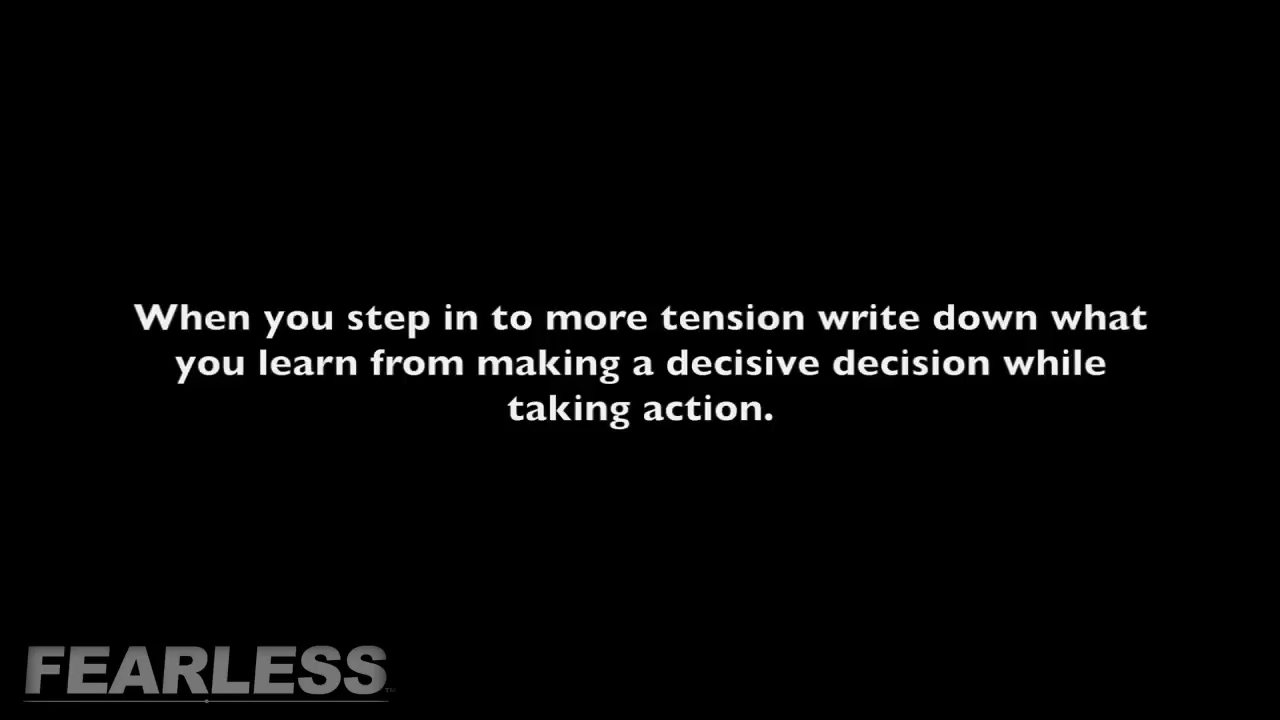 When you step in to more tension write down what
you learn from making a decisive decision while
taking action.
FEARLESS™